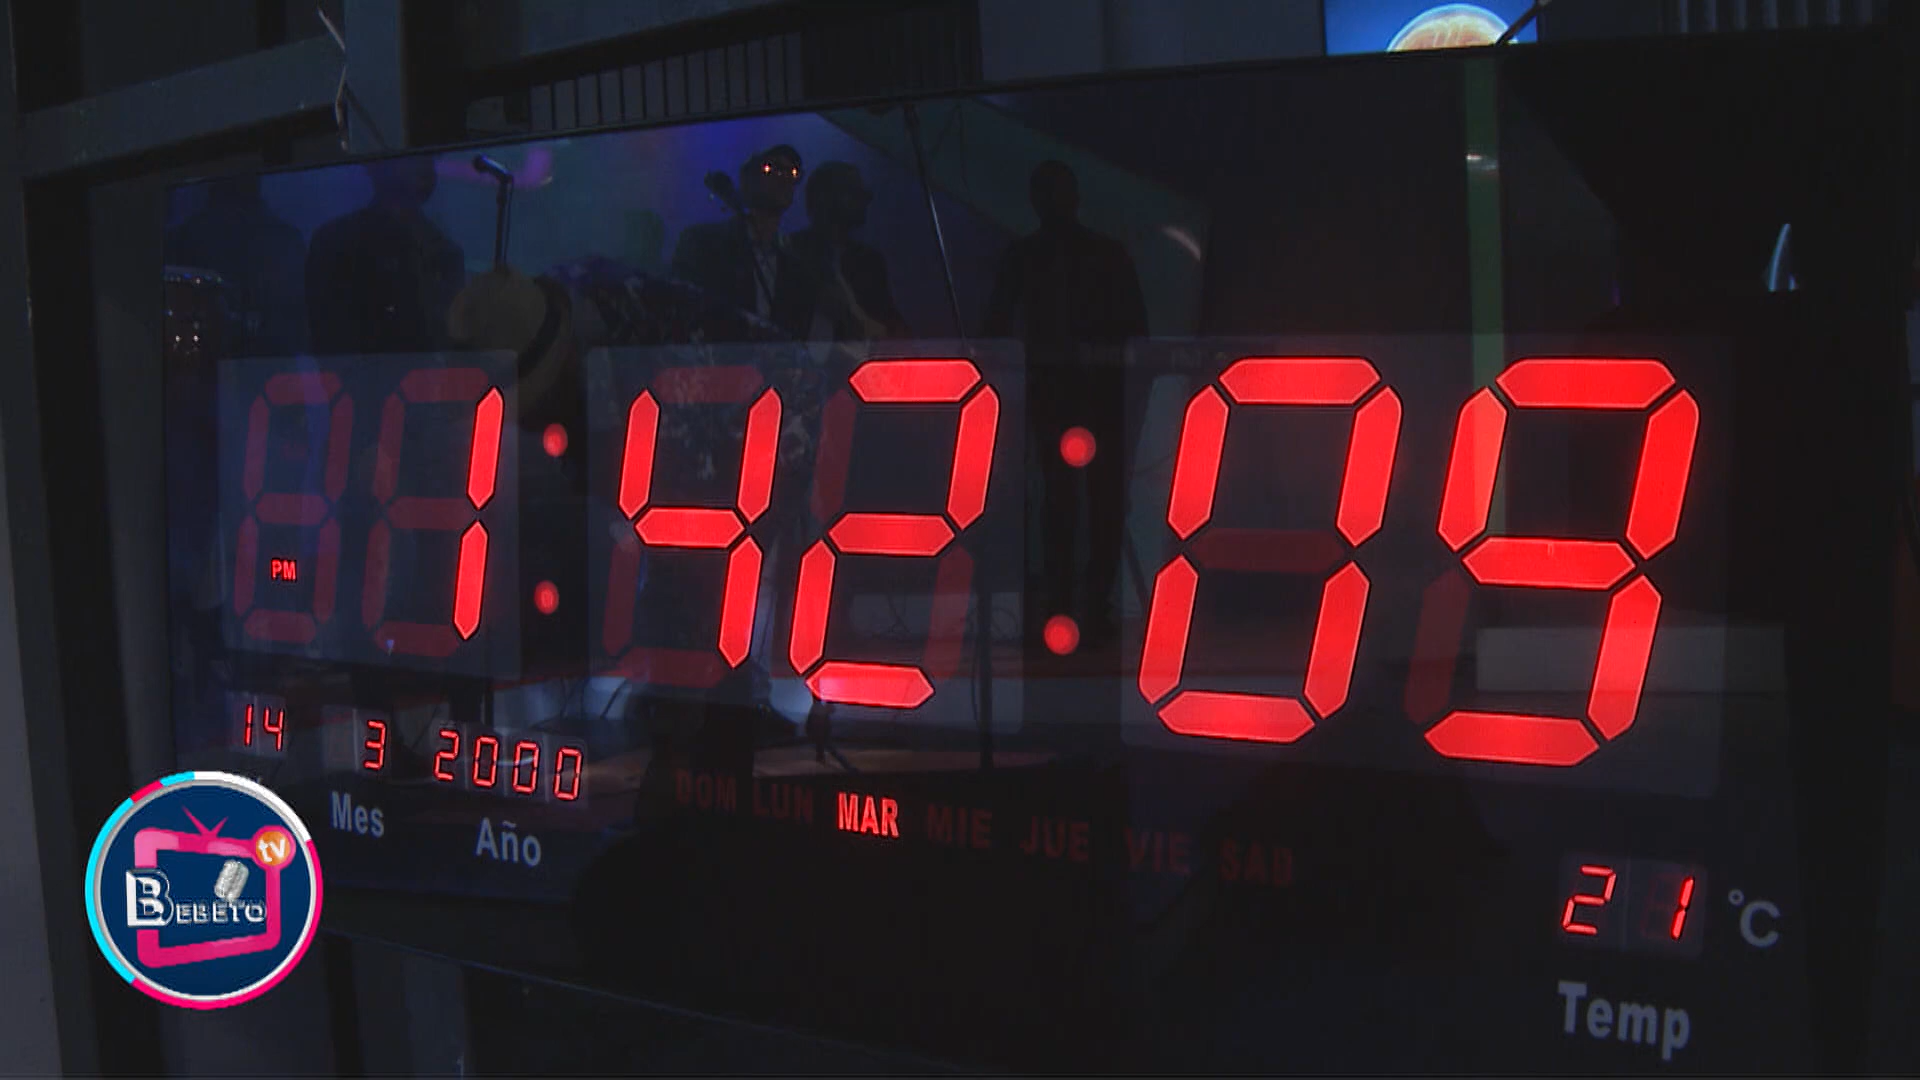 1:42:09
PM
14 3 2000
Mes Año
DOM LUN MAR MIE JUE VIE SAB
21 °C
Temp
BEBETO tv